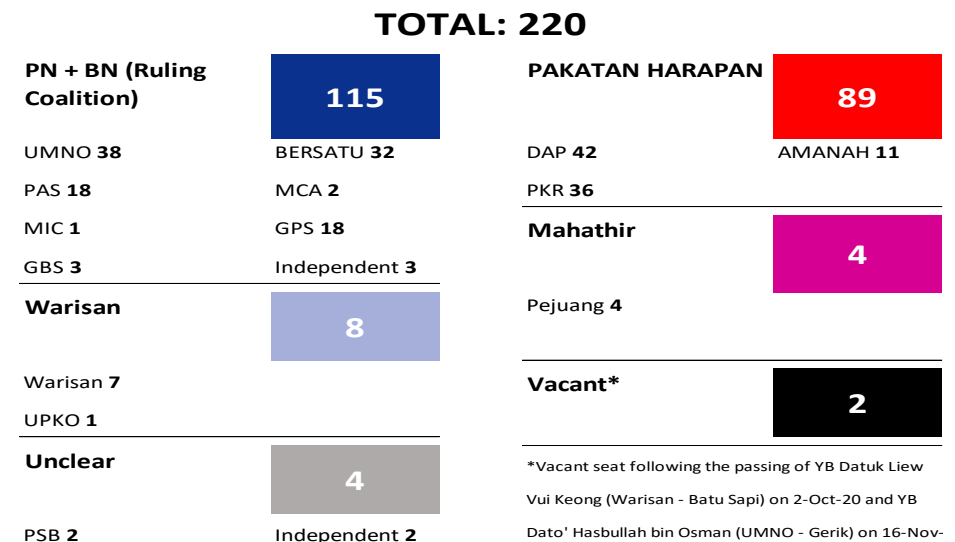 TOTAL: 220
PN + BN (Ruling
Coalition)
115
UMNO 38
BERSATU 32
PAS 18
MCA 2
MIC 1
GPS 18
GBS 3
Independent 3
Warisan
8
Warisan 7
UPKO 1
Unclear
4
PSB 2
Independent 2
PAKATAN HARAPAN
89
DAP 42
AMANAH 11
PKR 36
Mahathir
4
Pejuang 4
Vacant*
2
*Vacant seat following the passing of YB Datuk Liew
Vui Keong (Warisan - Batu Sapi) on 2-Oct-20 and YB
Dato' Hasbullah bin Osman (UMNO - Gerik) on 16-Nov-